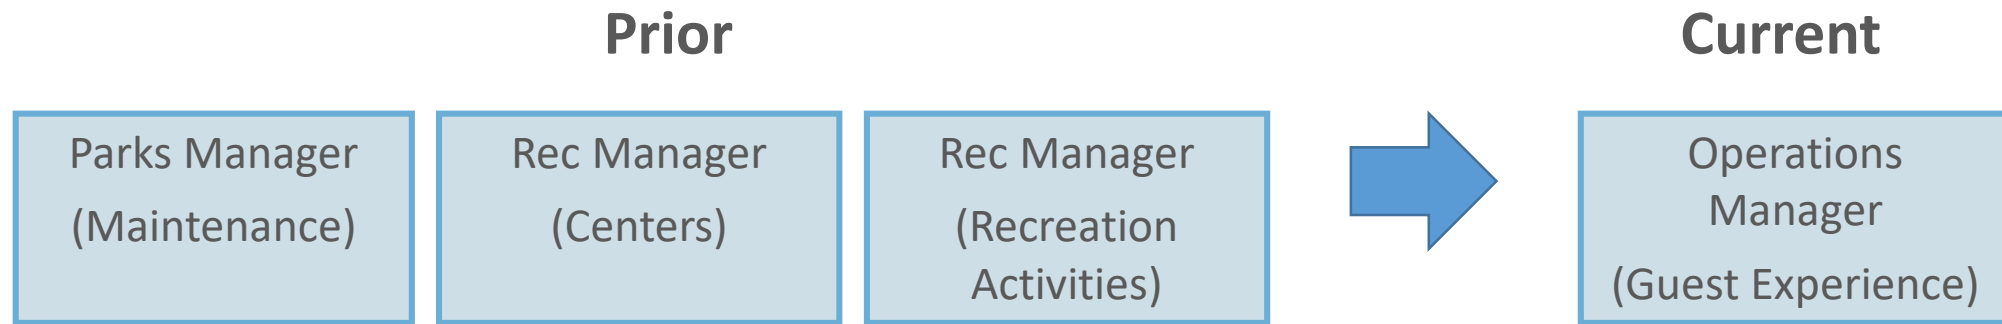 Prior
Current
Parks Manager
(Maintenance)
Rec Manager
(Centers)
Rec Manager
(Recreation
Activities)
Operations
Manager
(Guest Experience)